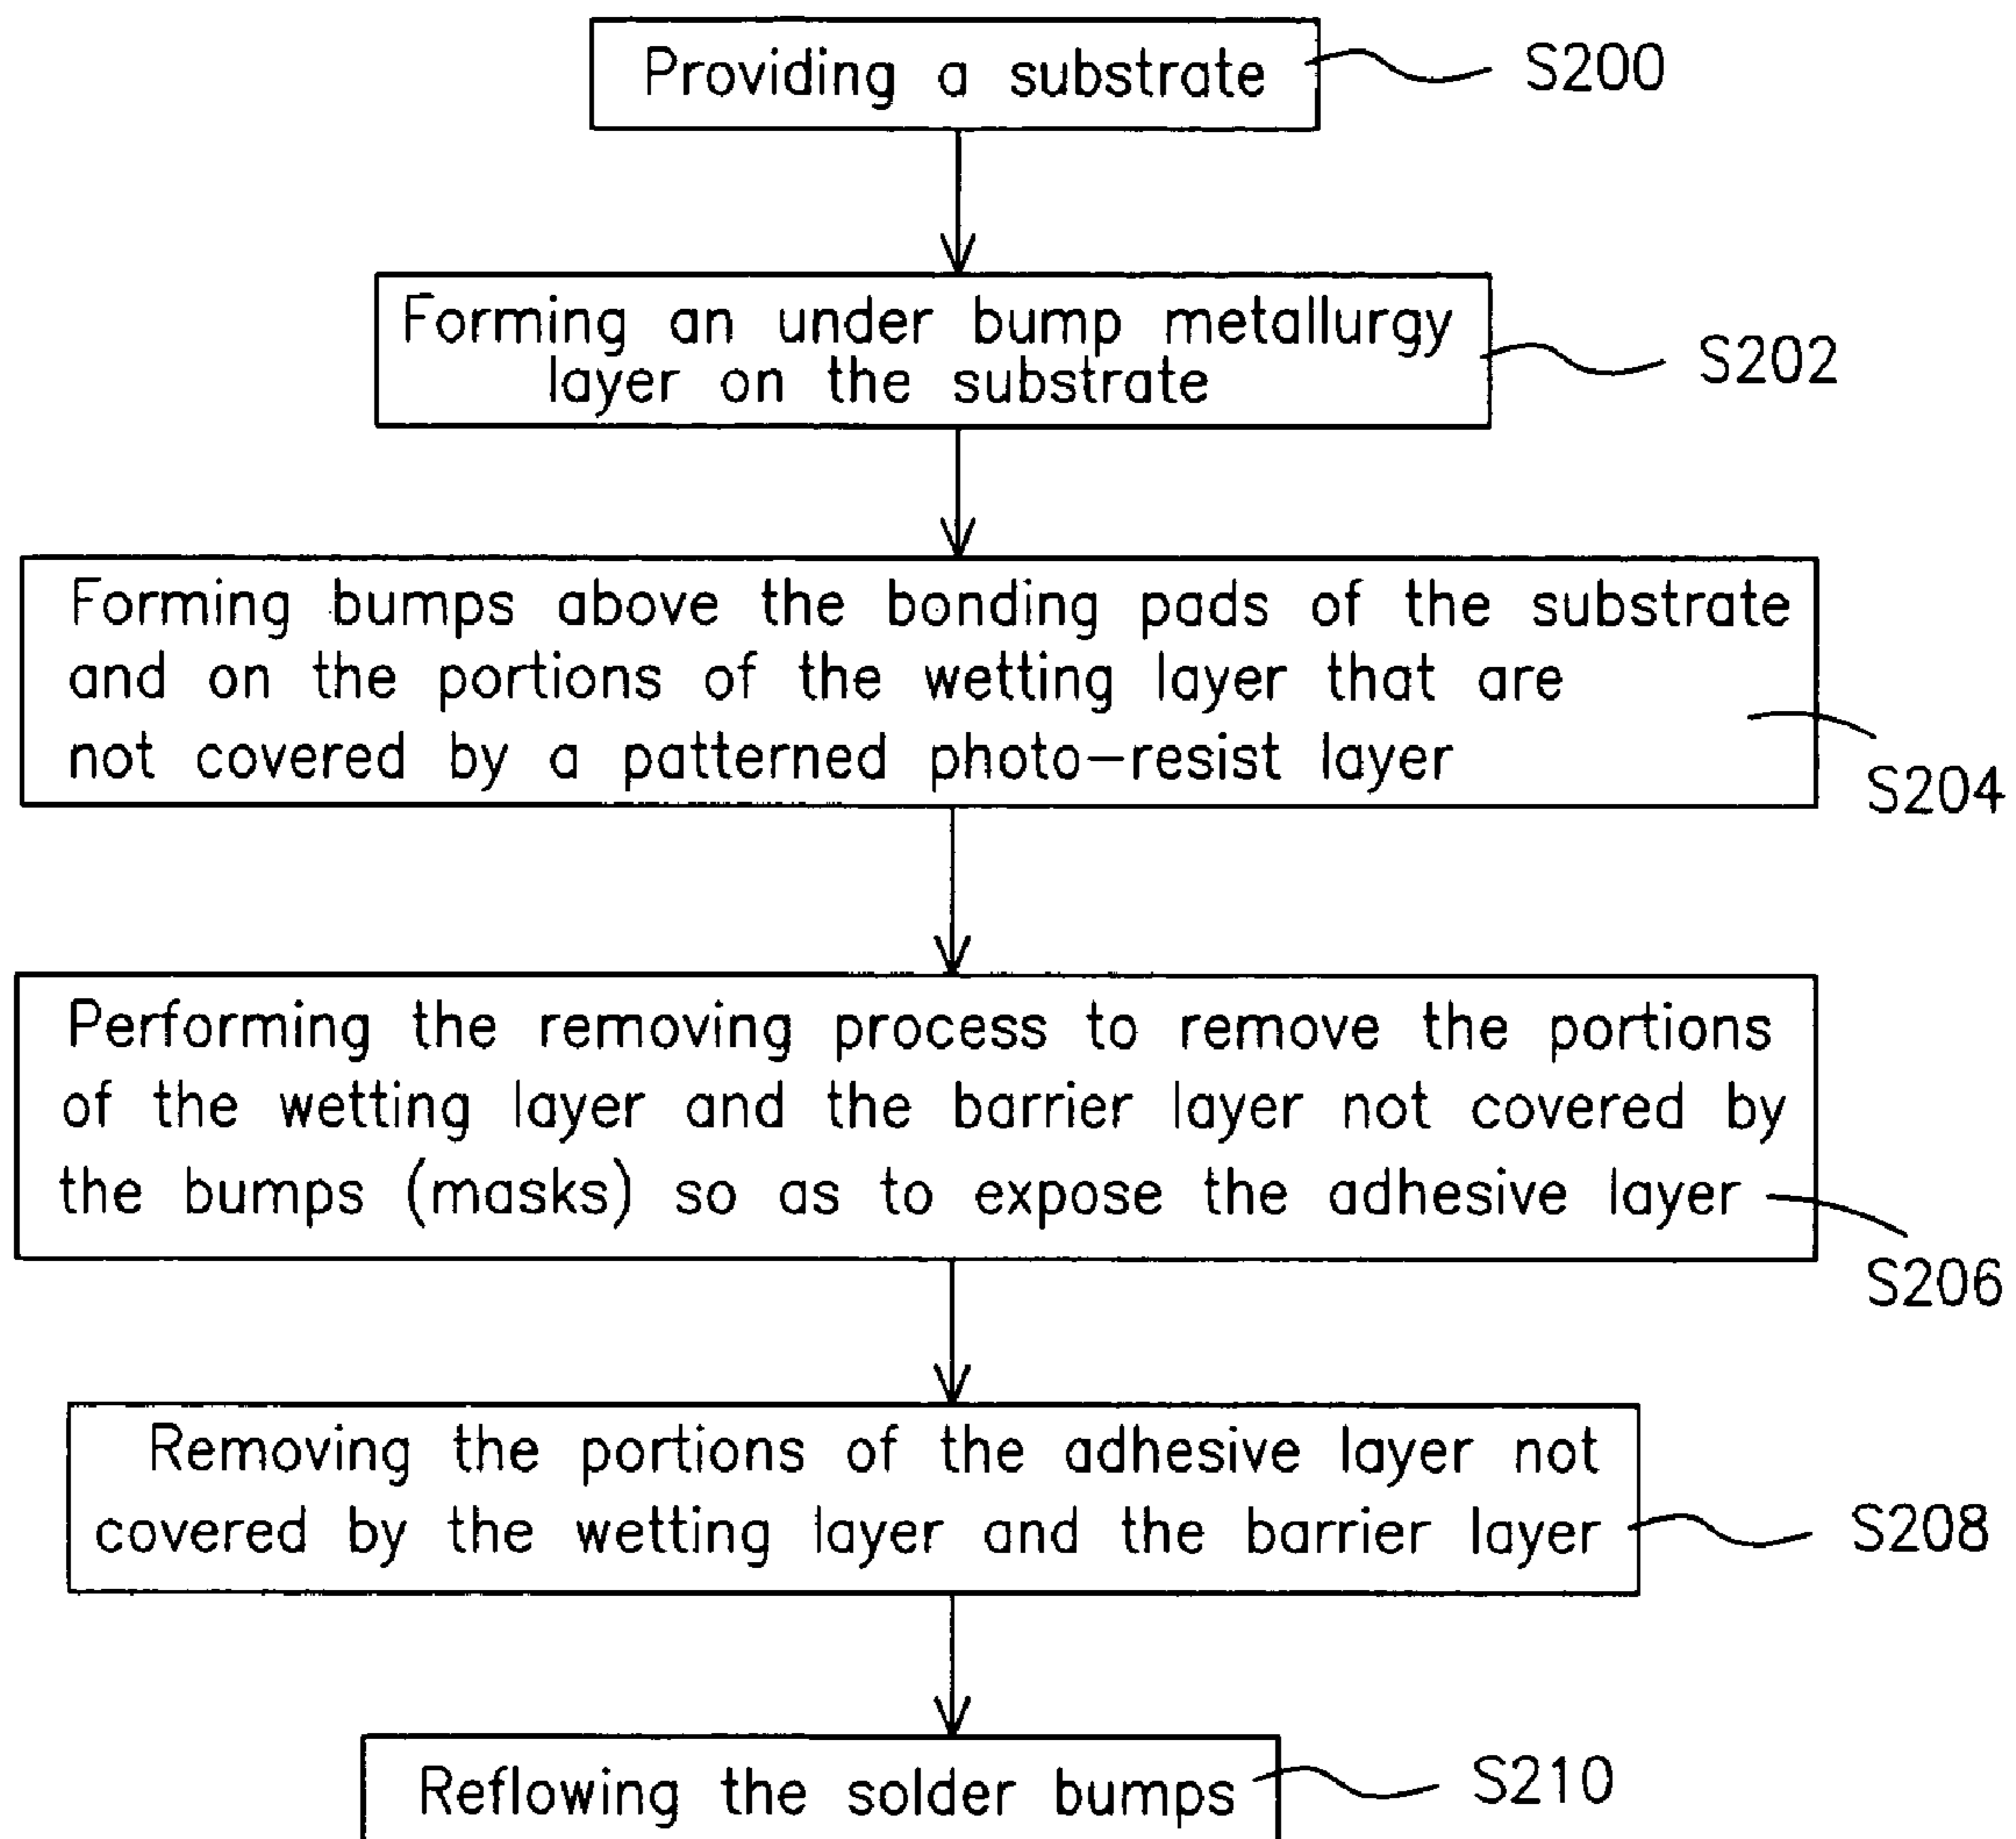 Providing a substrate
S200
Forming an under bump metallurgy
layer on the substrate
S202
Forming bumps above the bonding pads of the substrate
and on the portions of the wetting layer that are
not covered by a patterned photo-resist layer
S204
Performing the removing process to remove the portions
of the wetting layer and the barrier layer not covered by
the bumps (masks) so as to expose the adhesive layer
S206
Removing the portions of the adhesive layer not
covered by the wetting layer and the barrier layer
S208
Reflowing the solder bumps
S210